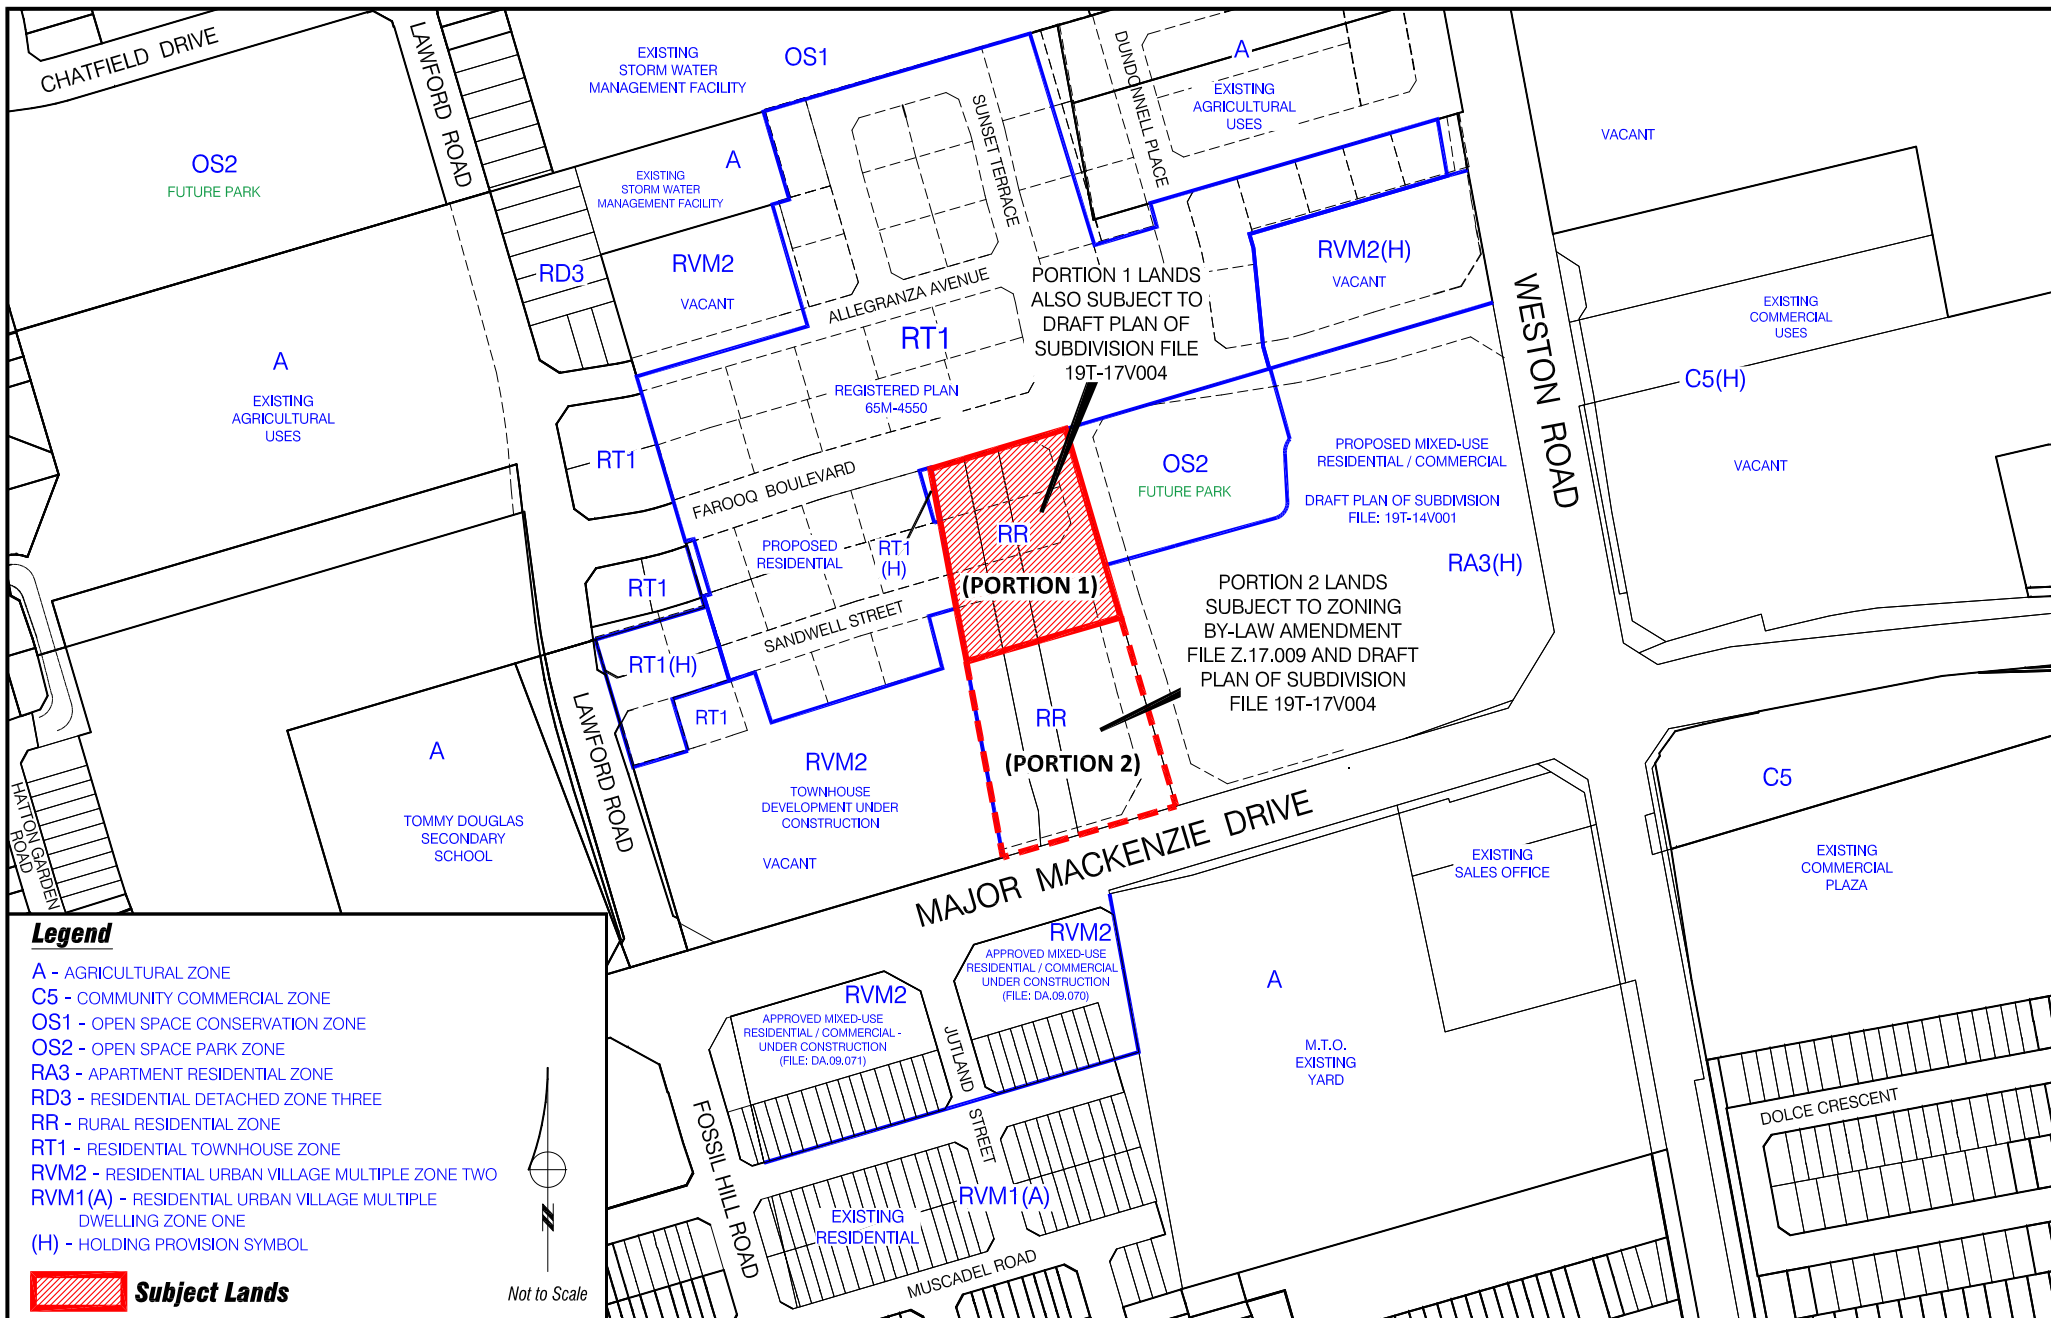 CHATFIELD DRIVE
LAWFORD ROAD
EXISTING
STORM WATER
MANAGEMENT FACILITY
OS1
SUNSET TERRACE
DUNDONNELL PLACE
A
EXISTING
AGRICULTURAL
USES
VACANT
OS2
FUTURE PARK
A
EXISTING
STORM WATER
MANAGEMENT FACILITY
RD3
RVM2
VACANT
ALLEGRANZA AVENUE
RVM2(H)
VACANT
WESTON ROAD
EXISTING
COMMERCIAL
USES
C5(H)
VACANT
PORTION 1 LANDS
ALSO SUBJECT TO
DRAFT PLAN OF
SUBDIVISION FILE
19T-17V004
RT1
REGISTERED PLAN
65M-4550
A
EXISTING
AGRICULTURAL
USES
RT1
FAROOQ BOULEVARD
OS2
FUTURE PARK
PROPOSED MIXED-USE
RESIDENTIAL / COMMERCIAL
DRAFT PLAN OF SUBDIVISION
FILE: 19T-14V001
RA3(H)
PROPOSED
RESIDENTIAL
RT1
(H)
RR
(PORTION 1)
RT1
SANDWELL STREET
RT1(H)
RT1
PORTION 2 LANDS
SUBJECT TO ZONING
BY-LAW AMENDMENT
FILE Z.17.009 AND DRAFT
PLAN OF SUBDIVISION
FILE 19T-17V004
RR
(PORTION 2)
A
TOMMY DOUGLAS
SECONDARY
SCHOOL
HATTON GARDEN
ROAD
LAWFORD ROAD
RVM2
TOWNHOUSE
DEVELOPMENT UNDER
CONSTRUCTION
VACANT
MAJOR MACKENZIE DRIVE
C5
EXISTING
COMMERCIAL
PLAZA
EXISTING
SALES OFFICE
RVM2
APPROVED MIXED-USE
RESIDENTIAL / COMMERCIAL
UNDER CONSTRUCTION
(FILE: DA.09.070)
RVM2
APPROVED MIXED-USE
RESIDENTIAL / COMMERCIAL -
UNDER CONSTRUCTION
(FILE: DA.09.071)
JUTLAND STREET
A
M.T.O.
EXISTING
YARD
DOLCE CRESCENT
FOSSIL HILL ROAD
RVM1(A)
EXISTING
RESIDENTIAL
MUSCADEL ROAD
Legend
A - AGRICULTURAL ZONE
C5 - COMMUNITY COMMERCIAL ZONE
OS1 - OPEN SPACE CONSERVATION ZONE
OS2 - OPEN SPACE PARK ZONE
RA3 - APARTMENT RESIDENTIAL ZONE
RD3 - RESIDENTIAL DETACHED ZONE THREE
RR - RURAL RESIDENTIAL ZONE
RT1 - RESIDENTIAL TOWNHOUSE ZONE
RVM2 - RESIDENTIAL URBAN VILLAGE MULTIPLE ZONE TWO
RVM1(A) - RESIDENTIAL URBAN VILLAGE MULTIPLE
DWELLING ZONE ONE
(H) - HOLDING PROVISION SYMBOL
Subject Lands
N
Not to Scale